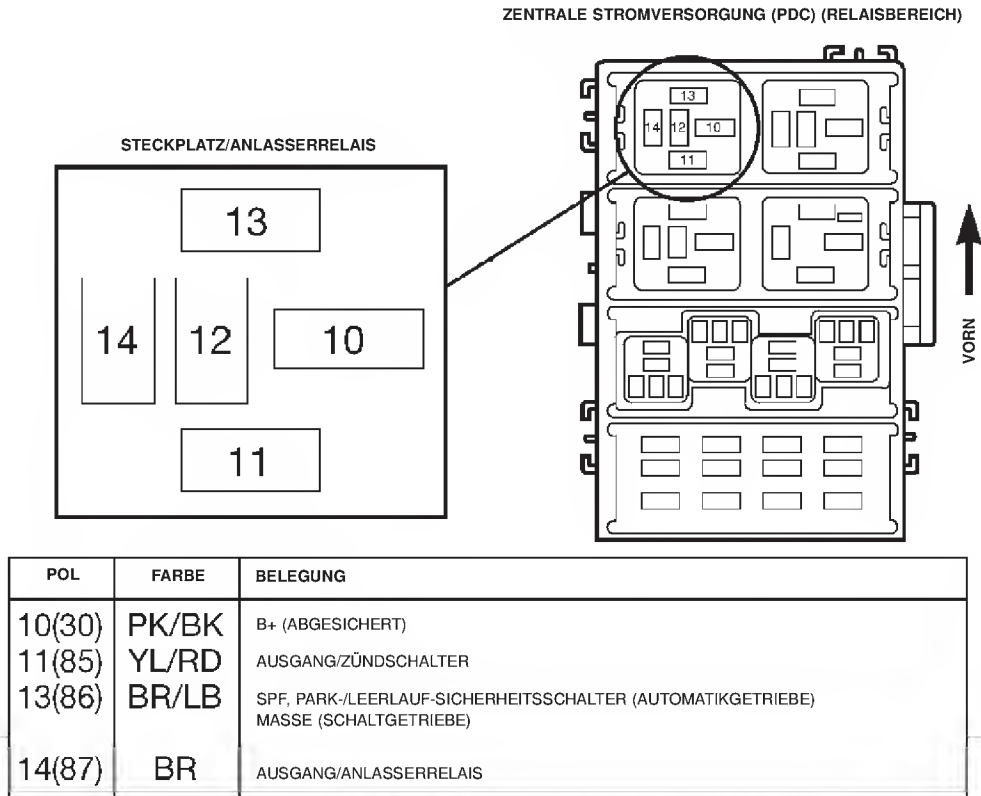 ZENTRALE STROMVERSORGUNG (PDC) (RELAISBEREICH)
13
14 12 10
11
STECKPLATZ/ANLASSERRELAIS
13
14 12 10
11
VORN
POL FARBE BELEGUNG
10(30) PK/BK B+ (ABGESICHERT)
11(85) YL/RD AUSGANG/ZÜNDSCHALTER
13(86) BR/LB SPF, PARK-/LEERLAUF-SICHERHEITSSCHALTER (AUTOMATIKGETRIEBE)
MASSE (SCHALTGETRIEBE)
14(87) BR AUSGANG/ANLASSERRELAIS